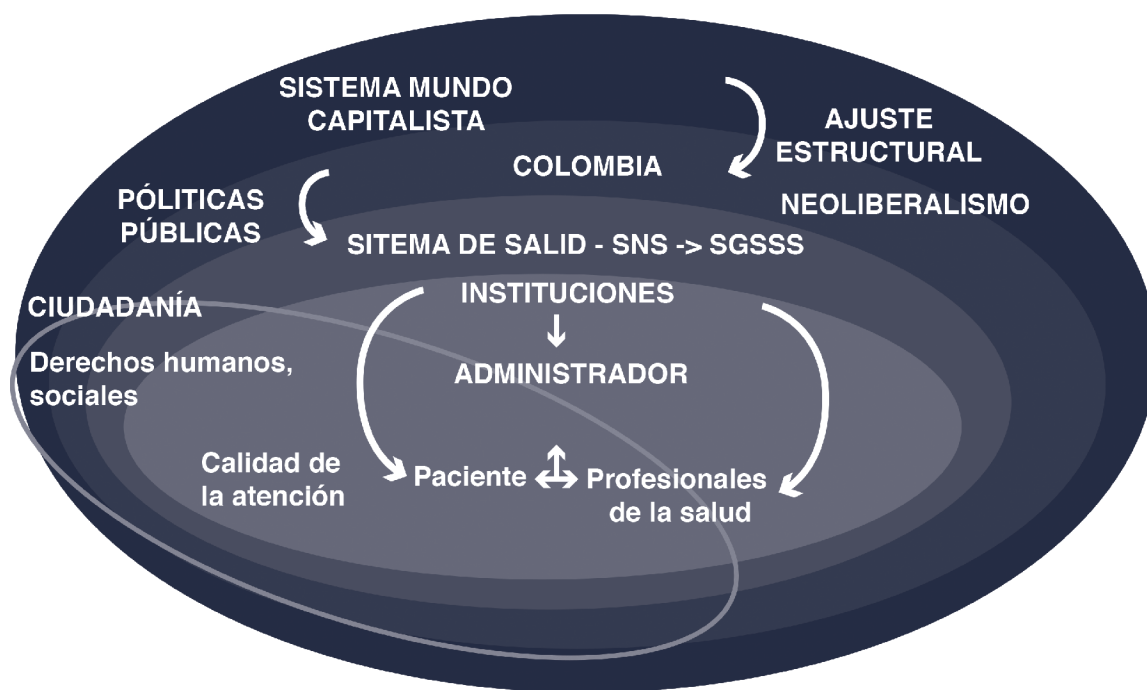 SISTEMA MUNDO
CAPITALISTA
AJUSTE
ESTRUCTURAL
COLOMBIA
NEOLIBERALISMO
PÓLITICAS
PÚBLICAS
SITEMA DE SALID - SNS -> SGSSS
INSTITUCIONES
CIUDADANÍA
Derechos humanos,
sociales
ADMINISTRADOR
Calidad de
la atención
Paciente
Profesionales
de la salud